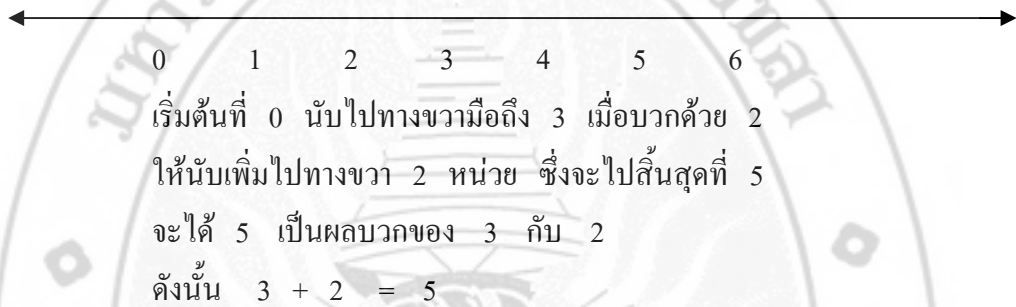 0 1 2 3 4 5 6
เริ่มต้นที่ 0 นับไปทางขวามือถึง 3 เมื่อบวกด้วย 2
ให้นับเพิ่มไปทางขวา 2 หน่วย ซึ่งจะไปสิ้นสุดที่ 5
จะได้ 5 เป็นผลบวกของ 3 กับ 2
ดังนั้น 3 + 2 = 5